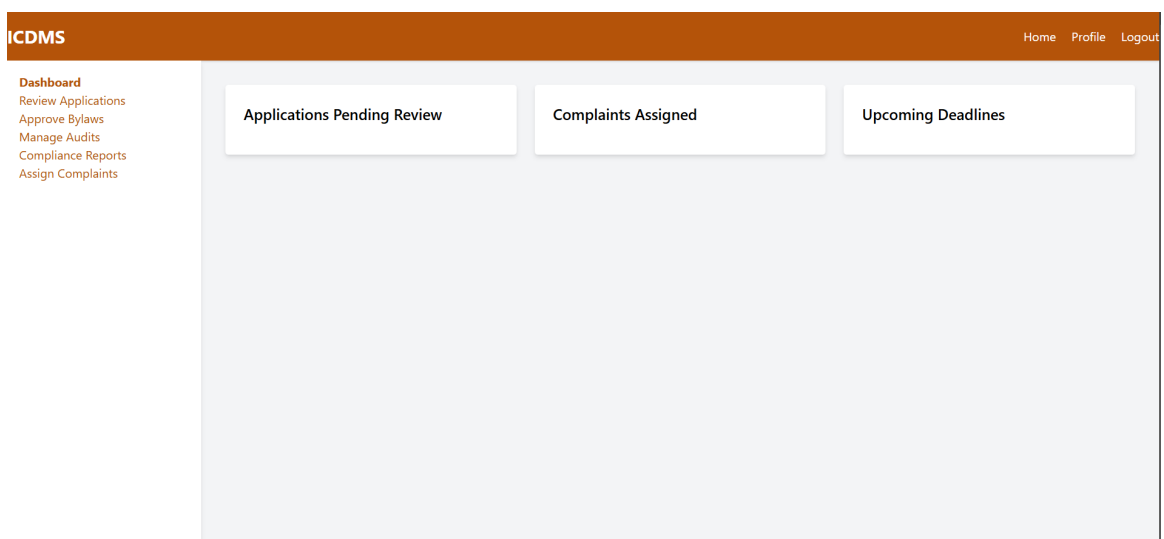 ICDMS
Home Profile Logout
Dashboard
Review Applications
Approve Bylaws
Manage Audits
Compliance Reports
Assign Complaints
Applications Pending Review
Complaints Assigned
Upcoming Deadlines